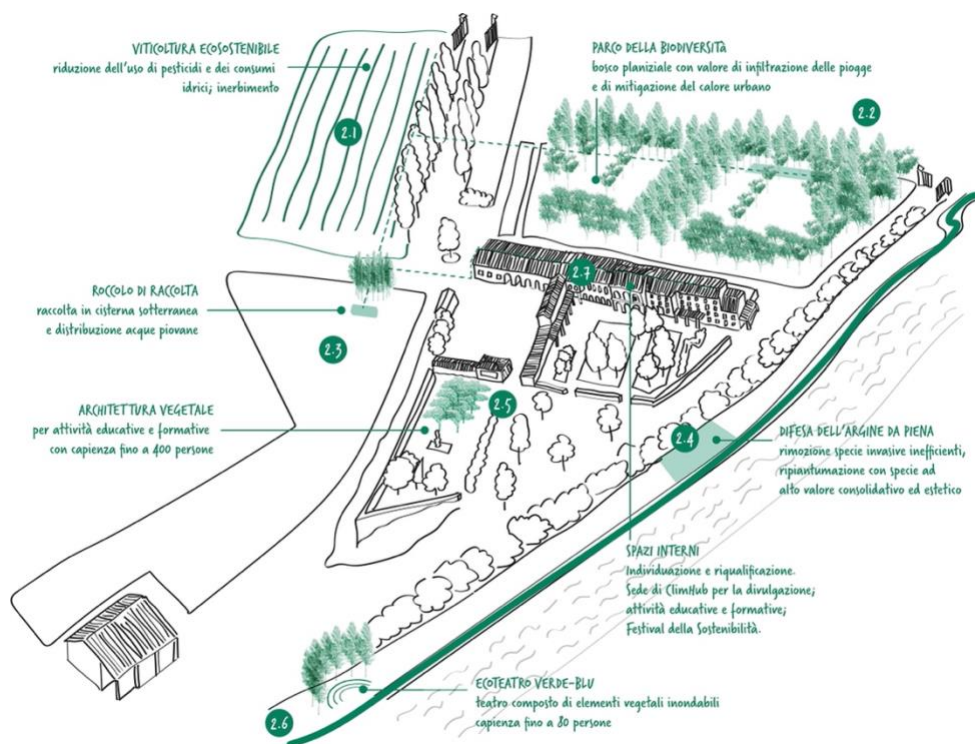 VITICOLTURA ECOSOSTENIBILE
riduzione dell'uso di pesticidi e dei consumi
idrici; inerbimento
2.1
PARCO DELLA BIODIVERSITÀ
bosco planiziale con valore di infiltrazione delle piogge
e di mitigazione del calore urbano
2.2
ROCCOLO DI RACCOLTA
raccolta in cisterna sotterranea
e distribuzione acque piovane
2.3
2.7
ARCHITETTURA VEGETALE
per attività educative e formative
con capienza fino a 400 persone
2.5
2.4
DIFESA DELL'ARGINE DA PIENA
rimozione specie invasive inefficienti,
ripiantumazione con specie ad
alto valore consolidativo ed estetico
SPAZI INTERNI
Individuazione e riqualificazione.
Sede di ClimHub per la divulgazione;
attività educative e formative;
Festival della Sostenibilità.
ECOTEATRO VERDE-BLU
teatro composto di elementi vegetali inondabili
capienza fino a 80 persone
2.6